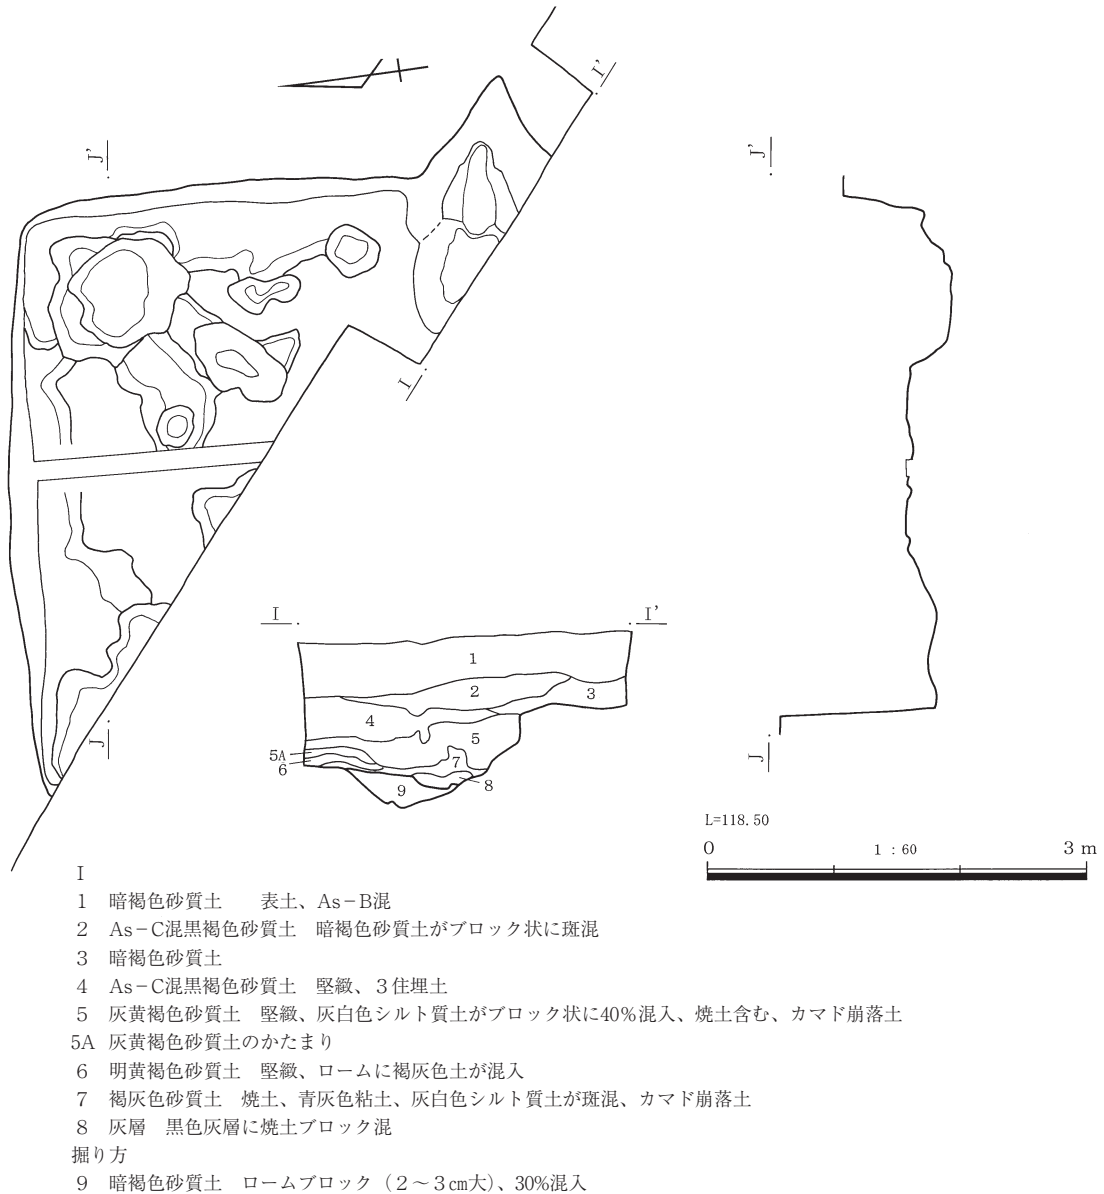 I'
J'
J'
I
I
I'
1
2
3
4
5
5A
6
7
8
9
J
J
L=118.50
0 1：60 3 m
I
1 暗褐色砂質土　表土、As－B混
2 As－C混黒褐色砂質土　暗褐色砂質土がブロック状に斑混
3 暗褐色砂質土
4 As－C混黒褐色砂質土　堅緻、３住埋土
5 灰黄褐色砂質土　堅緻、灰白色シルト質土がブロック状に40%混入、焼土含む、カマド崩落土
5A 灰黄褐色砂質土のかたまり
6 明黄褐色砂質土　堅緻、ロームに褐灰色土が混入
7 褐灰色砂質土　焼土、青灰色粘土、灰白色シルト質土が斑混、カマド崩落土
8 灰層　黒色灰層に焼土ブロック混
掘り方
9 暗褐色砂質土　ロームブロック（２～３㎝大）、30%混入